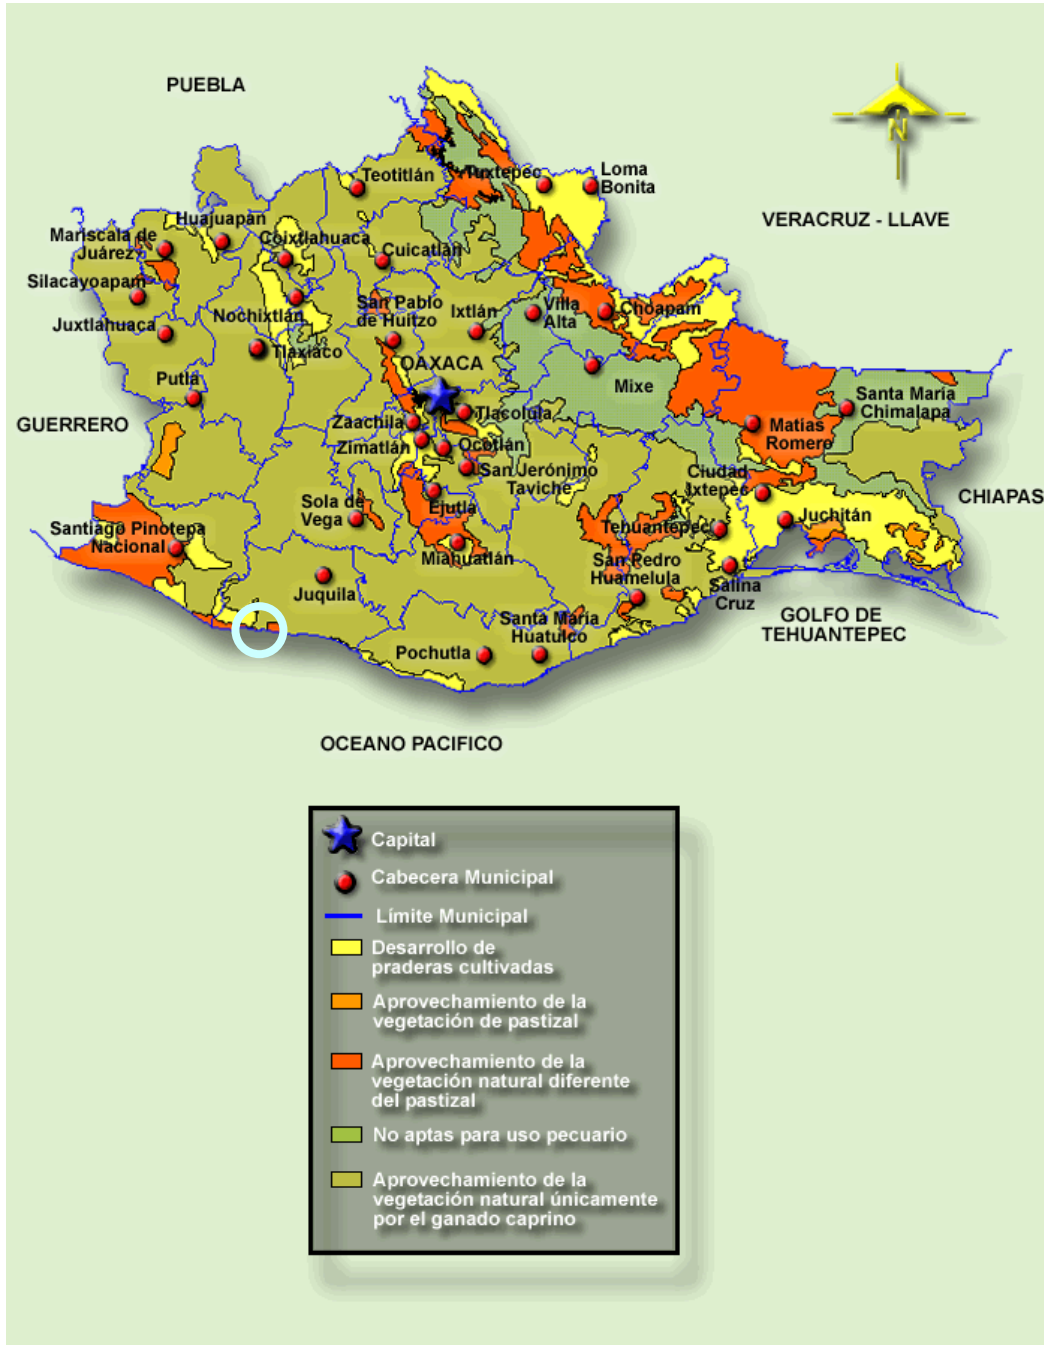 PUEBLA
N
Teotitlán
Tuxtepec
Loma
Bonita
VERACRUZ - LLAVE
Huajuapan
Mariscala de
Juárez
Coixtlahuaca
Cuicatlán
Silacayoapam
San Pablo
de Huitzo
Ixtlán
Villa
Alta
Choapam
Nochixtlán
Juxtlahuaca
Tlaxiaco
OAXACA
Mixe
Putla
Santa María
Chimalapa
GUERRERO
Tlacolula
Zaachila
Matías
Romero
Zimatlán
Ocotlán
San Jerónimo
Taviche
Ciudad
Ixtepec
CHIAPAS
Sola de
Vega
Ejutla
Juchitán
Santiago Pinotepa
Nacional
Tehuantepec
Miahuatlán
San Pedro
Huamelula
Salina
Cruz
Juquila
Santa María
Huatulco
GOLFO DE
TEHUANTEPEC
Pochutla
OCEANO PACIFICO
Capital
Cabecera Municipal
Límite Municipal
Desarrollo de
praderas cultivadas
Aprovechamiento de la
vegetación de pastizal
Aprovechamiento de la
vegetación natural diferente
del pastizal
No aptas para uso pecuario
Aprovechamiento de la
vegetación natural únicamente
por el ganado caprino